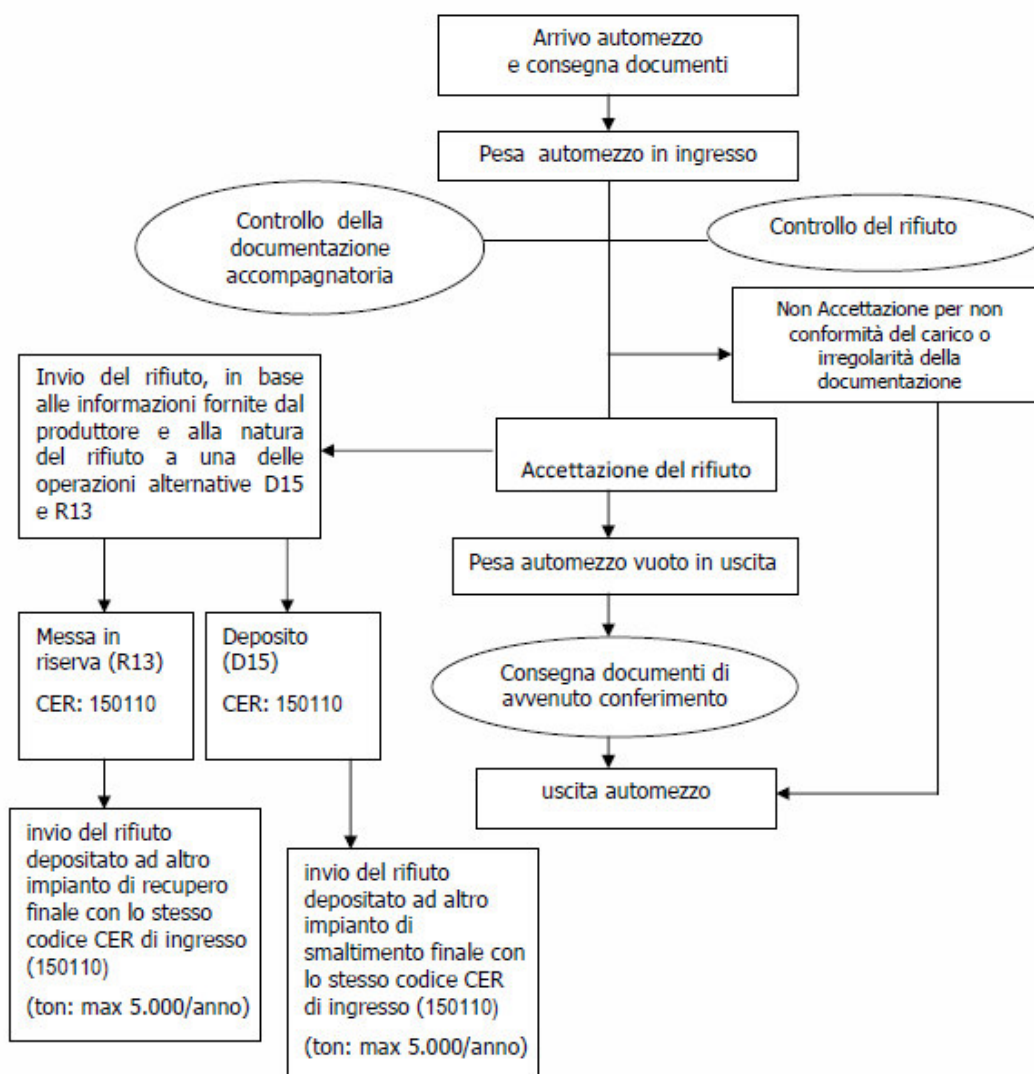 Arrivo automezzo
e consegna documenti
Pesa automezzo in ingresso
Controllo della
documentazione
accompagnatoria
Controllo del rifiuto
Non Accettazione per non
conformità del carico o
irregolarità della
documentazione
Invio del rifiuto, in base
alle informazioni fornite dal
produttore e alla natura
del rifiuto a una delle
operazioni alternative D15
e R13
Accettazione del rifiuto
Pesa automezzo vuoto in uscita
Messa in
riserva (R13)
CER: 150110
Deposito
(D15)
CER: 150110
Consegna documenti di
avvenuto conferimento
uscita automezzo
invio del rifiuto
depositato ad altro
impianto di recupero
finale con lo stesso
codice CER di ingresso
(150110)
(ton: max 5.000/anno)
invio del rifiuto
depositato ad altro
impianto di
smaltimento finale con
lo stesso codice CER
di ingresso (150110)
(ton: max 5.000/anno)